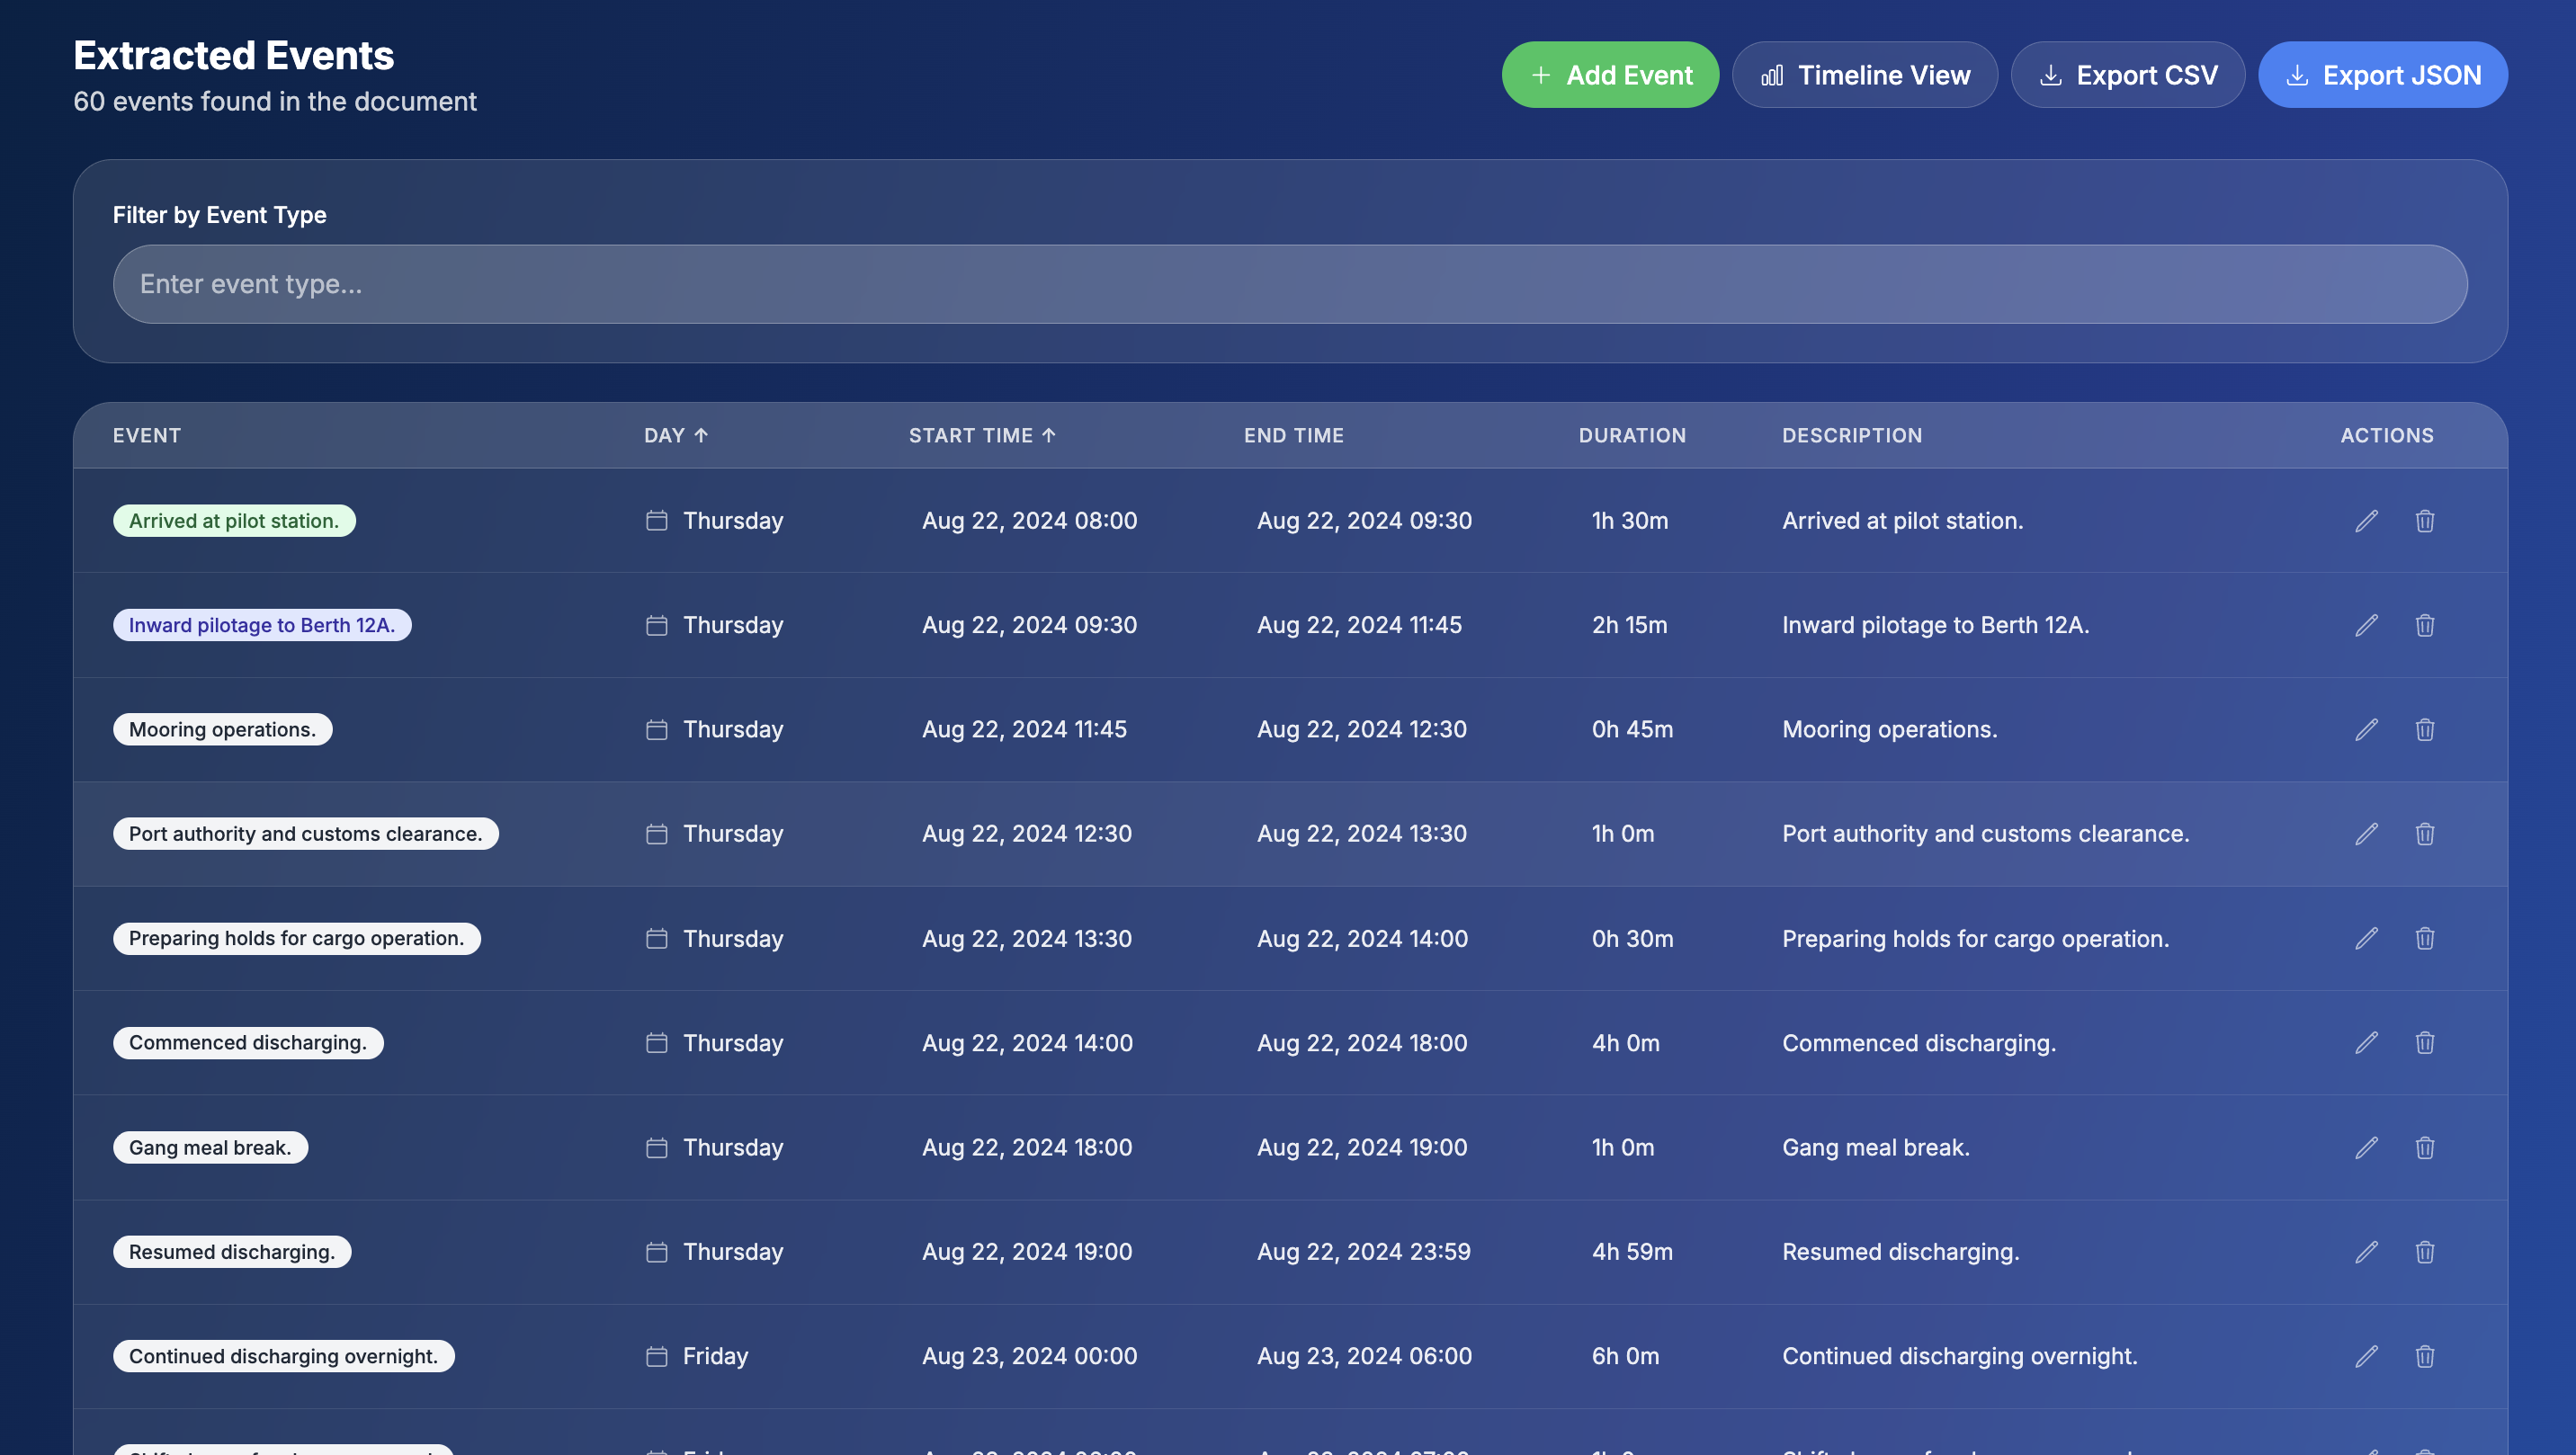 Extracted Events
60 events found in the document
Add Event
Timeline View
Export CSV
Export JSON
Filter by Event Type
Enter event type...
EVENT DAY ↑ START TIME ↑ END TIME DURATION DESCRIPTION ACTIONS
Arrived at pilot station. Thursday Aug 22, 2024 08:00 Aug 22, 2024 09:30 1h 30m Arrived at pilot station.
Inward pilotage to Berth 12A. Thursday Aug 22, 2024 09:30 Aug 22, 2024 11:45 2h 15m Inward pilotage to Berth 12A.
Mooring operations. Thursday Aug 22, 2024 11:45 Aug 22, 2024 12:30 0h 45m Mooring operations.
Port authority and customs clearance. Thursday Aug 22, 2024 12:30 Aug 22, 2024 13:30 1h 0m Port authority and customs clearance.
Preparing holds for cargo operation. Thursday Aug 22, 2024 13:30 Aug 22, 2024 14:00 0h 30m Preparing holds for cargo operation.
Commenced discharging. Thursday Aug 22, 2024 14:00 Aug 22, 2024 18:00 4h 0m Commenced discharging.
Gang meal break. Thursday Aug 22, 2024 18:00 Aug 22, 2024 19:00 1h 0m Gang meal break.
Resumed discharging. Thursday Aug 22, 2024 19:00 Aug 22, 2024 23:59 4h 59m Resumed discharging.
Continued discharging overnight. Friday Aug 23, 2024 00:00 Aug 23, 2024 06:00 6h 0m Continued discharging overnight.